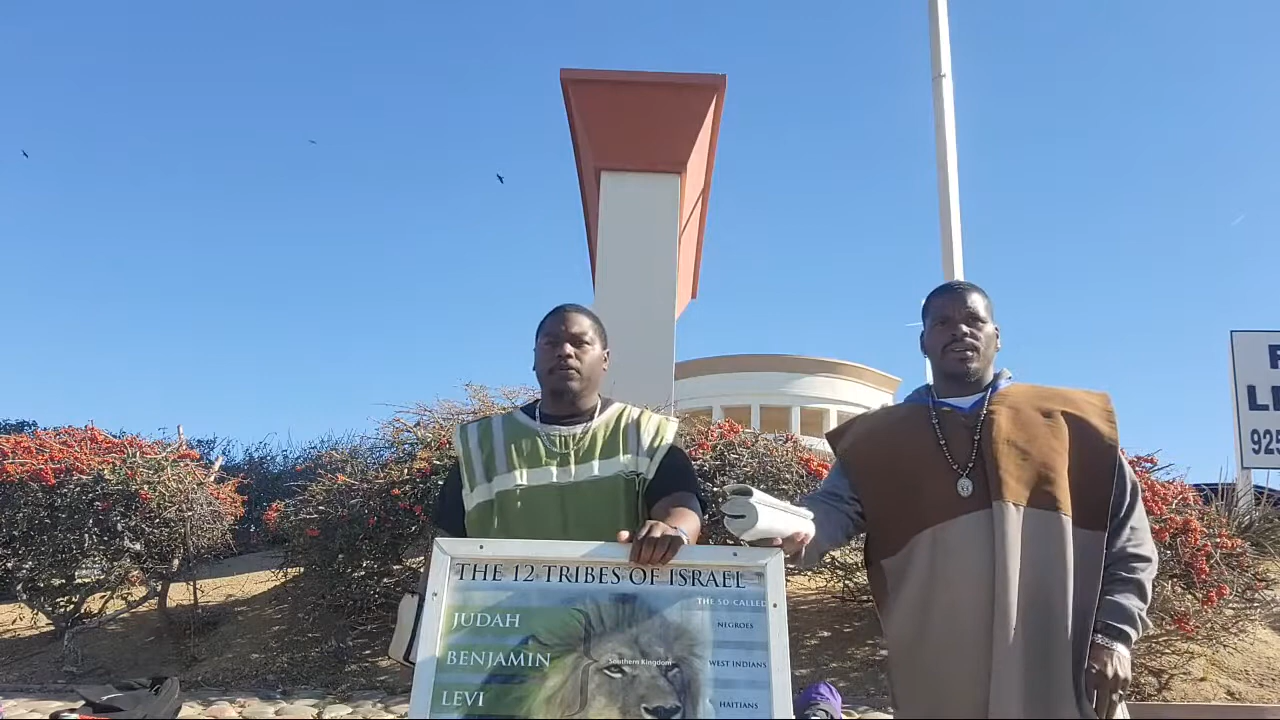 THE 12 TRIBES OF ISRAEL
THE SO CALLED
JUDAH
NEGROES
BENJAMIN
Southern Kingdom
WEST INDIANS
LEVI
HAITIANS
925